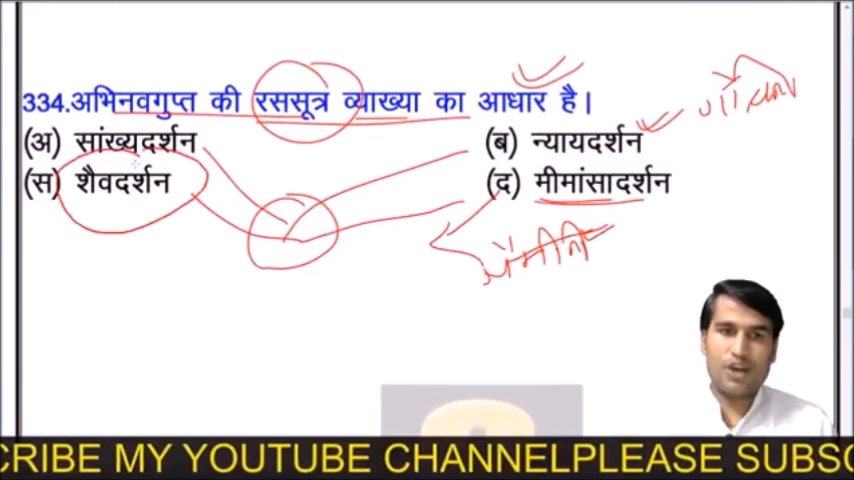 334.अभिनवगुप्त की रससूत्र व्याख्या का आधार है।
(अ) सांख्यदर्शन (ब) न्यायदर्शन
(स) शैवदर्शन (द) मीमांसादर्शन
CRIBE MY YOUTUBE CHANNELPLEASE SUBSC